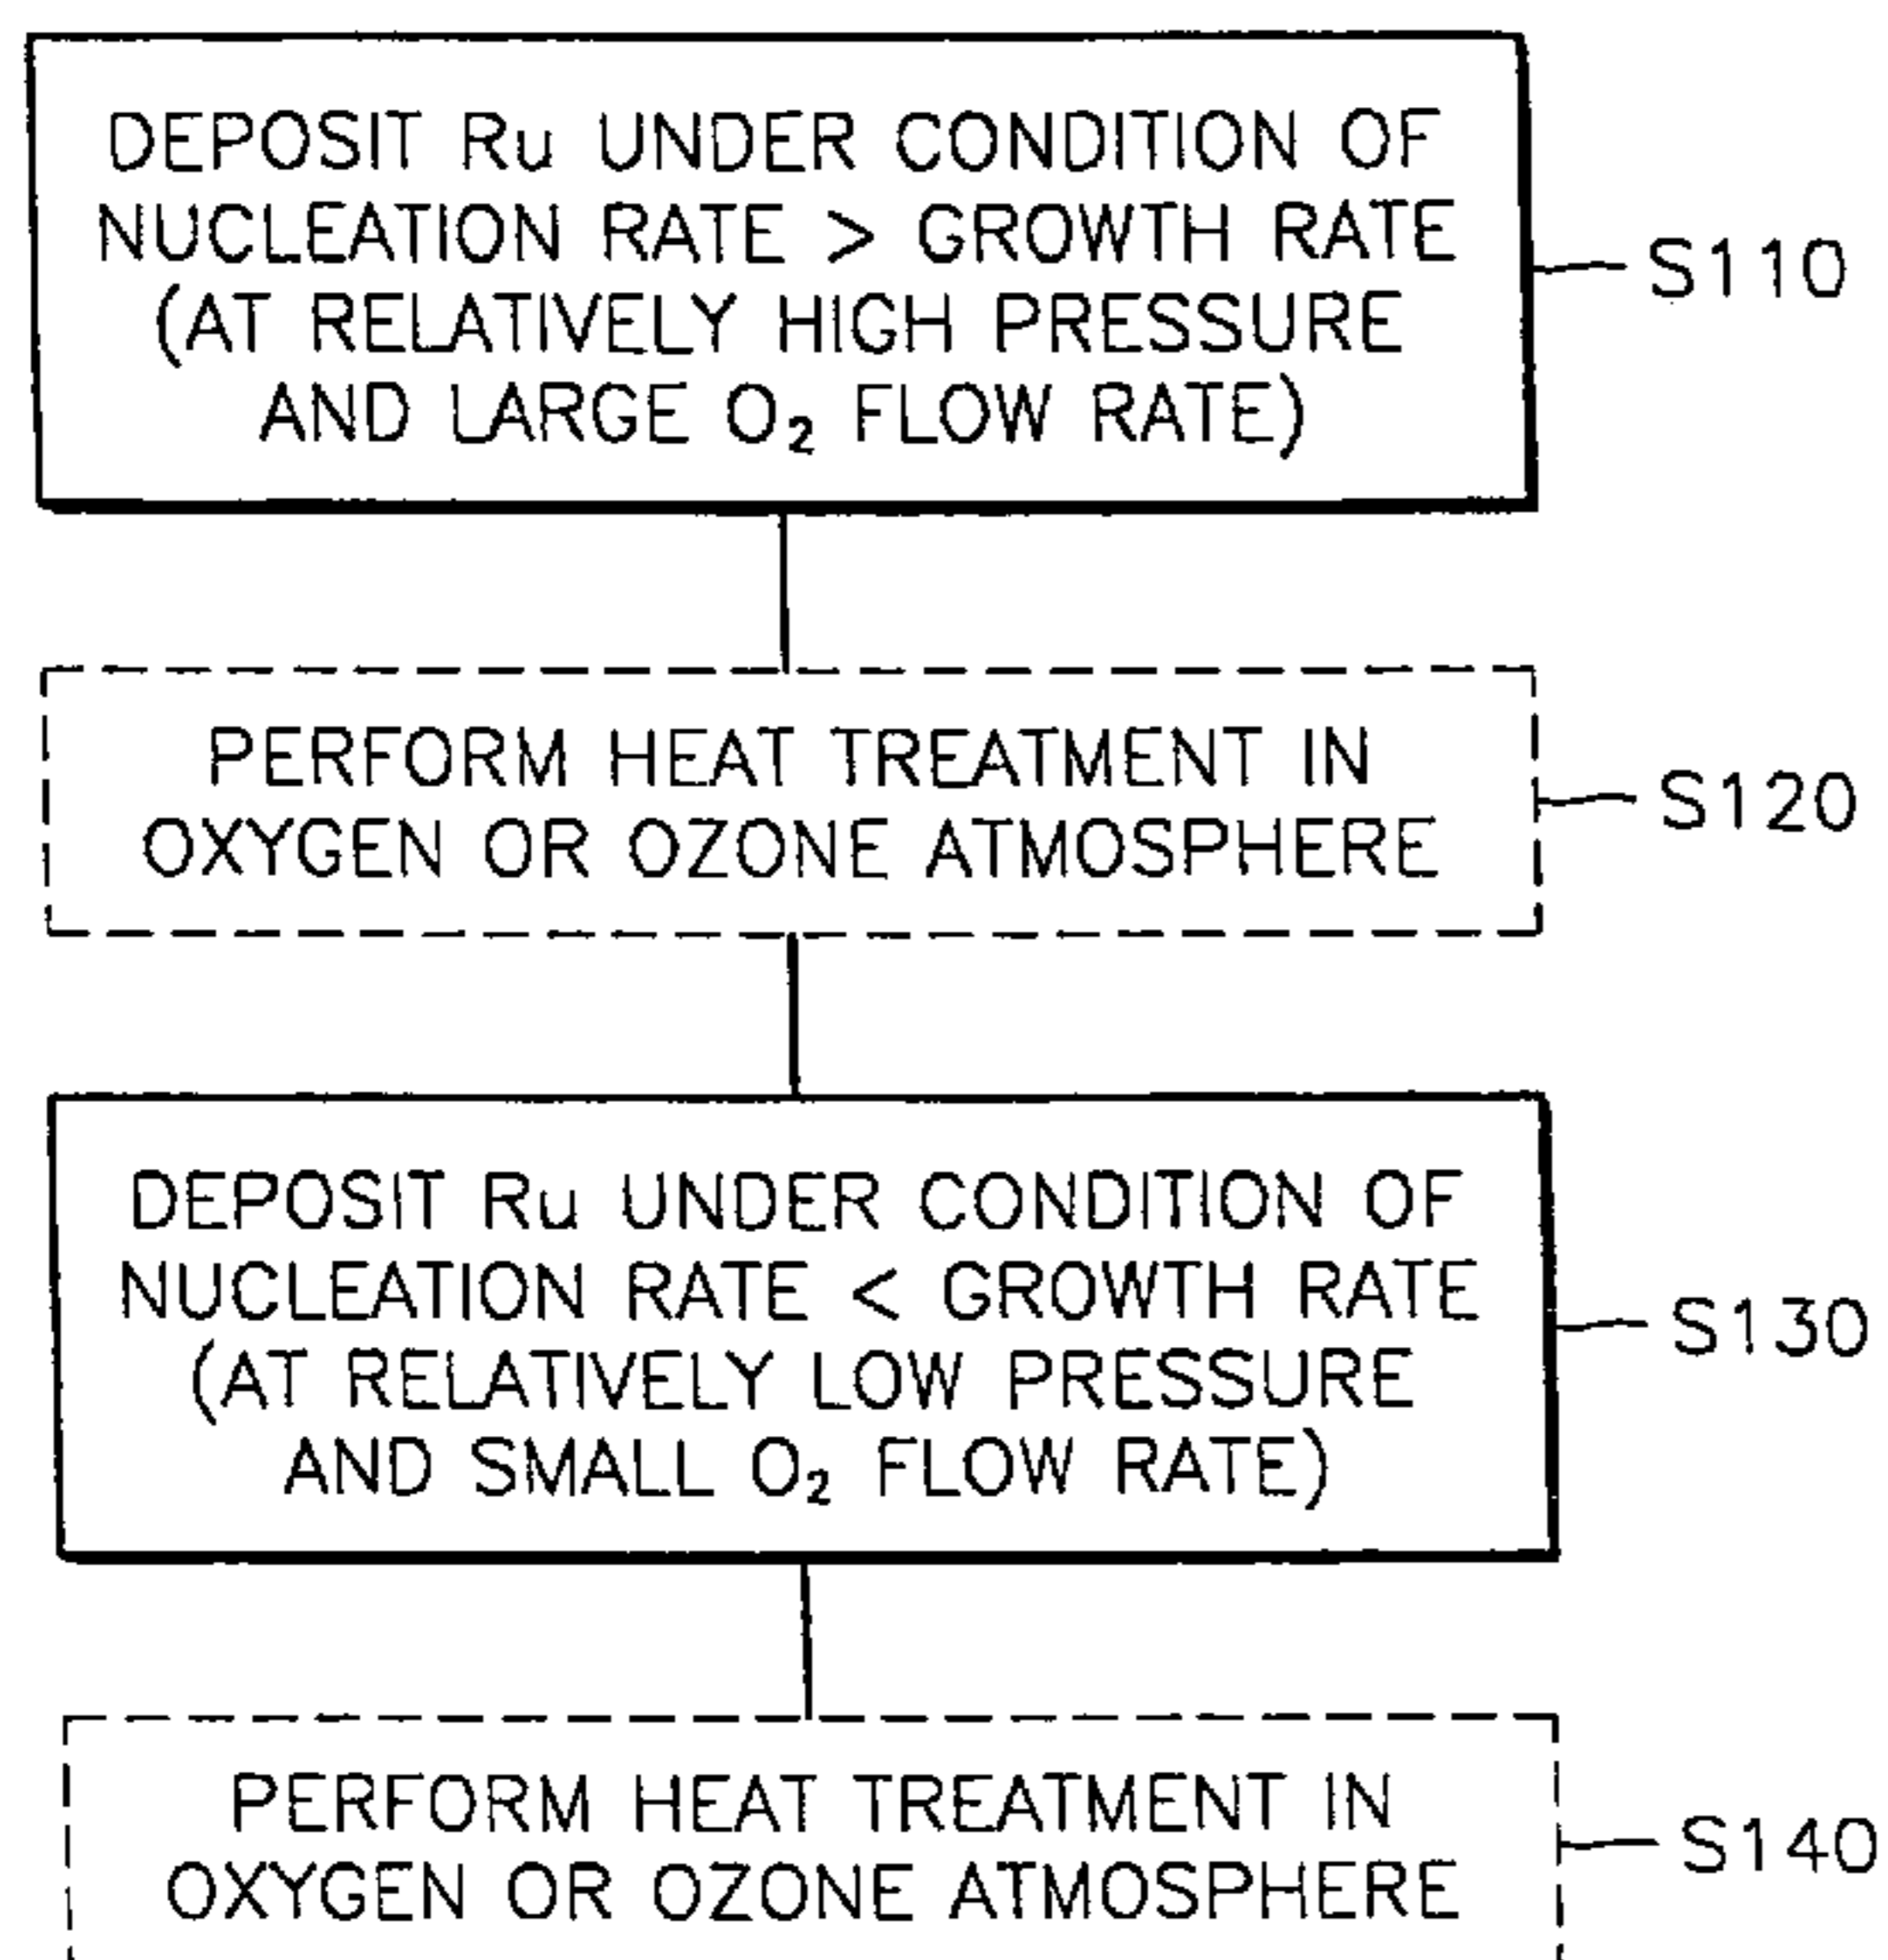 DEPOSIT Ru UNDER CONDITION OF
NUCLEATION RATE > GROWTH RATE
(AT RELATIVELY HIGH PRESSURE
AND LARGE O₂ FLOW RATE)
S110
PERFORM HEAT TREATMENT IN
OXYGEN OR OZONE ATMOSPHERE
S120
DEPOSIT Ru UNDER CONDITION OF
NUCLEATION RATE < GROWTH RATE
(AT RELATIVELY LOW PRESSURE
AND SMALL O₂ FLOW RATE)
S130
PERFORM HEAT TREATMENT IN
OXYGEN OR OZONE ATMOSPHERE
S140